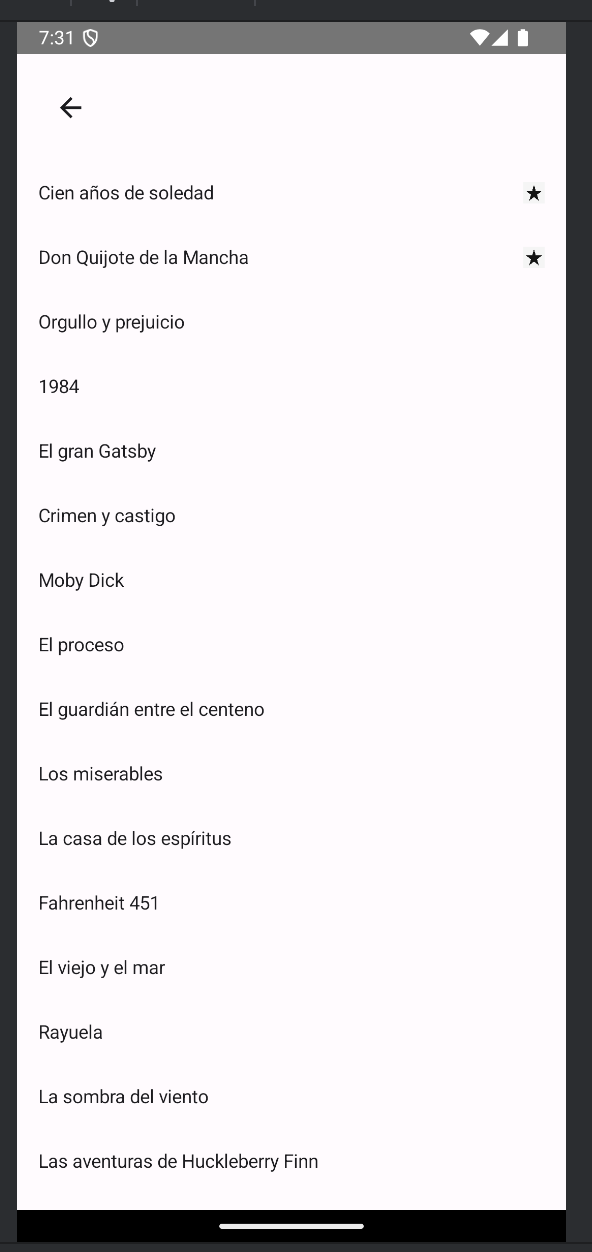 7:31
Cien años de soledad
Don Quijote de la Mancha
Orgullo y prejuicio
1984
El gran Gatsby
Crimen y castigo
Moby Dick
El proceso
El guardián entre el centeno
Los miserables
La casa de los espíritus
Fahrenheit 451
El viejo y el mar
Rayuela
La sombra del viento
Las aventuras de Huckleberry Finn